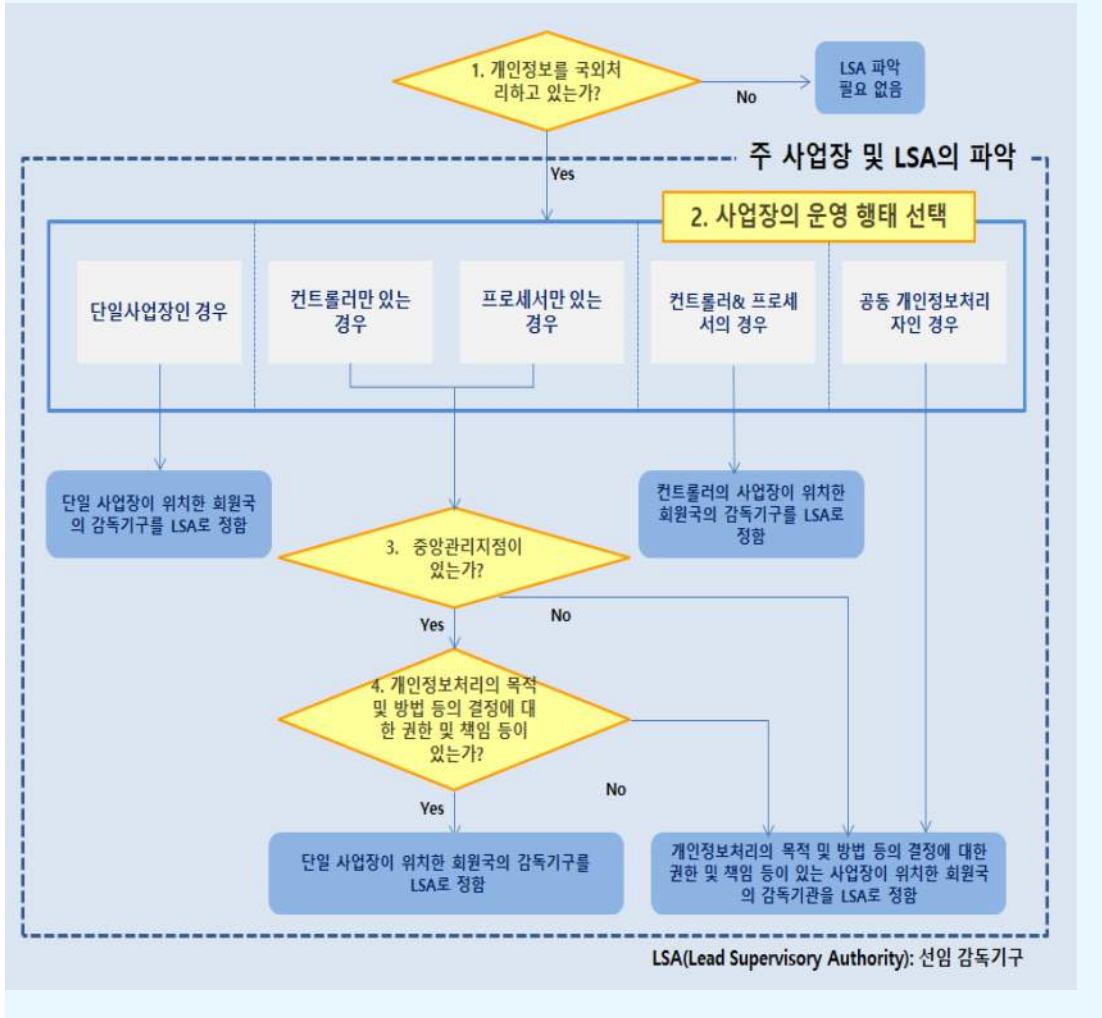 1. 개인정보를 국외처
리하고 있는가?
No
LSA 파악
필요 없음
Yes
주 사업장 및 LSA의 파악
2. 사업장의 운영 행태 선택
단일사업장인 경우
컨트롤러만 있는
경우
프로세서만 있는
경우
컨트롤러& 프로세
서의 경우
공동 개인정보처리
자인 경우
단일 사업장이 위치한 회원국
의 감독기구를 LSA로 정함
컨트롤러의 사업장이 위치한
회원국의 감독기구를 LSA로
정함
3. 중앙관리지점이
있는가?
No
Yes
4. 개인정보처리의 목적
및 방법 등의 결정에 대
한 권한 및 책임 등이
있는가?
No
Yes
단일 사업장이 위치한 회원국의 감독기구를
LSA로 정함
개인정보처리의 목적 및 방법 등의 결정에 대한
권한 및 책임 등이 있는 사업장이 위치한 회원국
의 감독기관을 LSA로 정함
LSA(Lead Supervisory Authority): 선임 감독기구